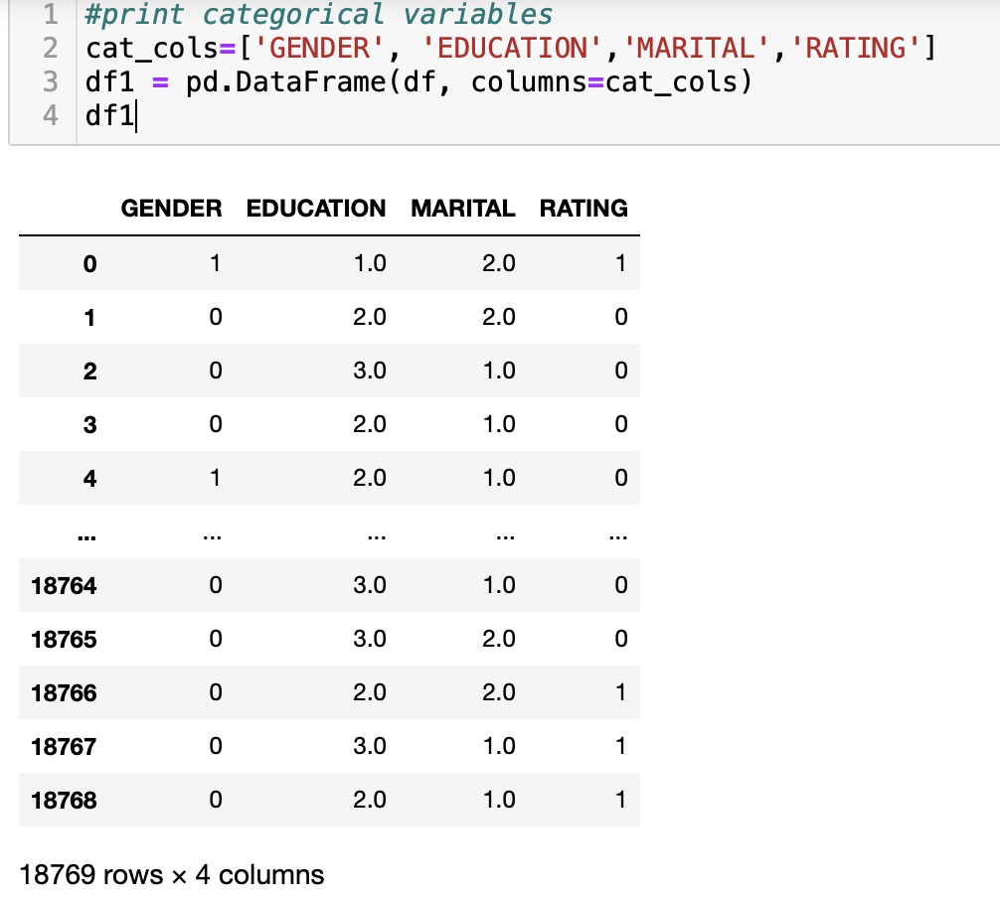 1 #print categorical variables
2 cat_cols=['GENDER', 'EDUCATION','MARITAL','RATING']
3 df1 = pd.DataFrame(df, columns=cat_cols)
4 df1
GENDER EDUCATION MARITAL RATING
0 1 1.0 2.0 1
1 0 2.0 2.0 0
2 0 3.0 1.0 0
3 0 2.0 1.0 0
4 1 2.0 1.0 0
... ... ... ... ...
18764 0 3.0 1.0 0
18765 0 3.0 2.0 0
18766 0 2.0 2.0 1
18767 0 3.0 1.0 1
18768 0 2.0 1.0 1
18769 rows × 4 columns